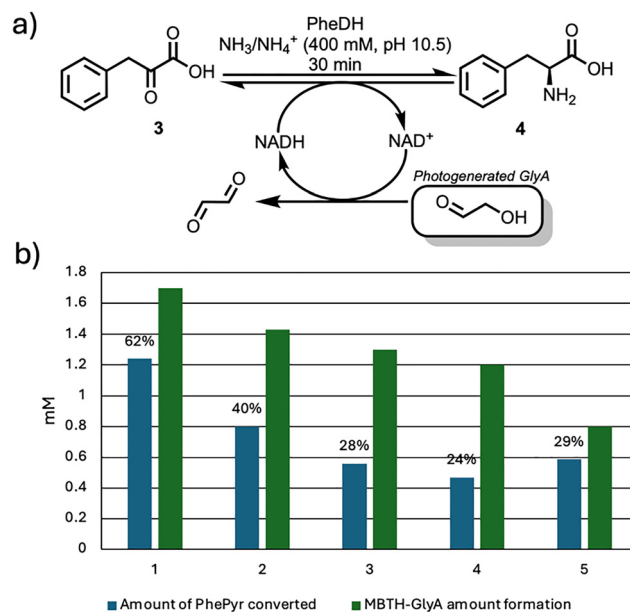 a)
PheDH
NH3/NH4+ (400 mM, pH 10.5)
30 min
O
OH
O
3
O
OH
NH2
4
NADH
NAD+
Photogenerated GlyA
O
O
O
OH
b)
1.8
1.6
1.4
1.2
1
0.8
0.6
0.4
0.2
0
mM
62%
40%
28%
24%
29%
1 2 3 4 5
Amount of PhePyr converted MBTH-GlyA amount formation